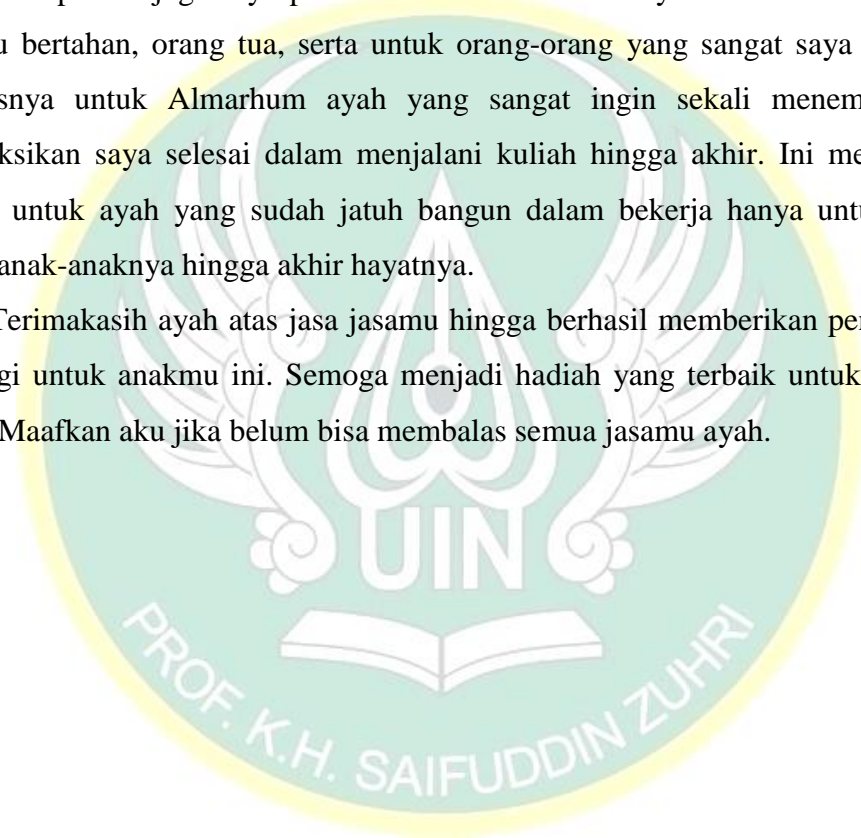 u bertahan, orang tua, serta untuk orang-orang yang sangat saya
snya untuk Almarhum ayah yang sangat ingin sekali menem
ksikan saya selesai dalam menjalani kuliah hingga akhir. Ini me
untuk ayah yang sudah jatuh bangun dalam bekerja hanya untu
anak-anaknya hingga akhir hayatnya.
Terimakasih ayah atas jasa jasamu hingga berhasil memberikan pe
gi untuk anakmu ini. Semoga menjadi hadiah yang terbaik untuk
Maafkan aku jika belum bisa membalas semua jasamu ayah.
UIN
PROF. K.H. SAIFUDDIN ZUHRI